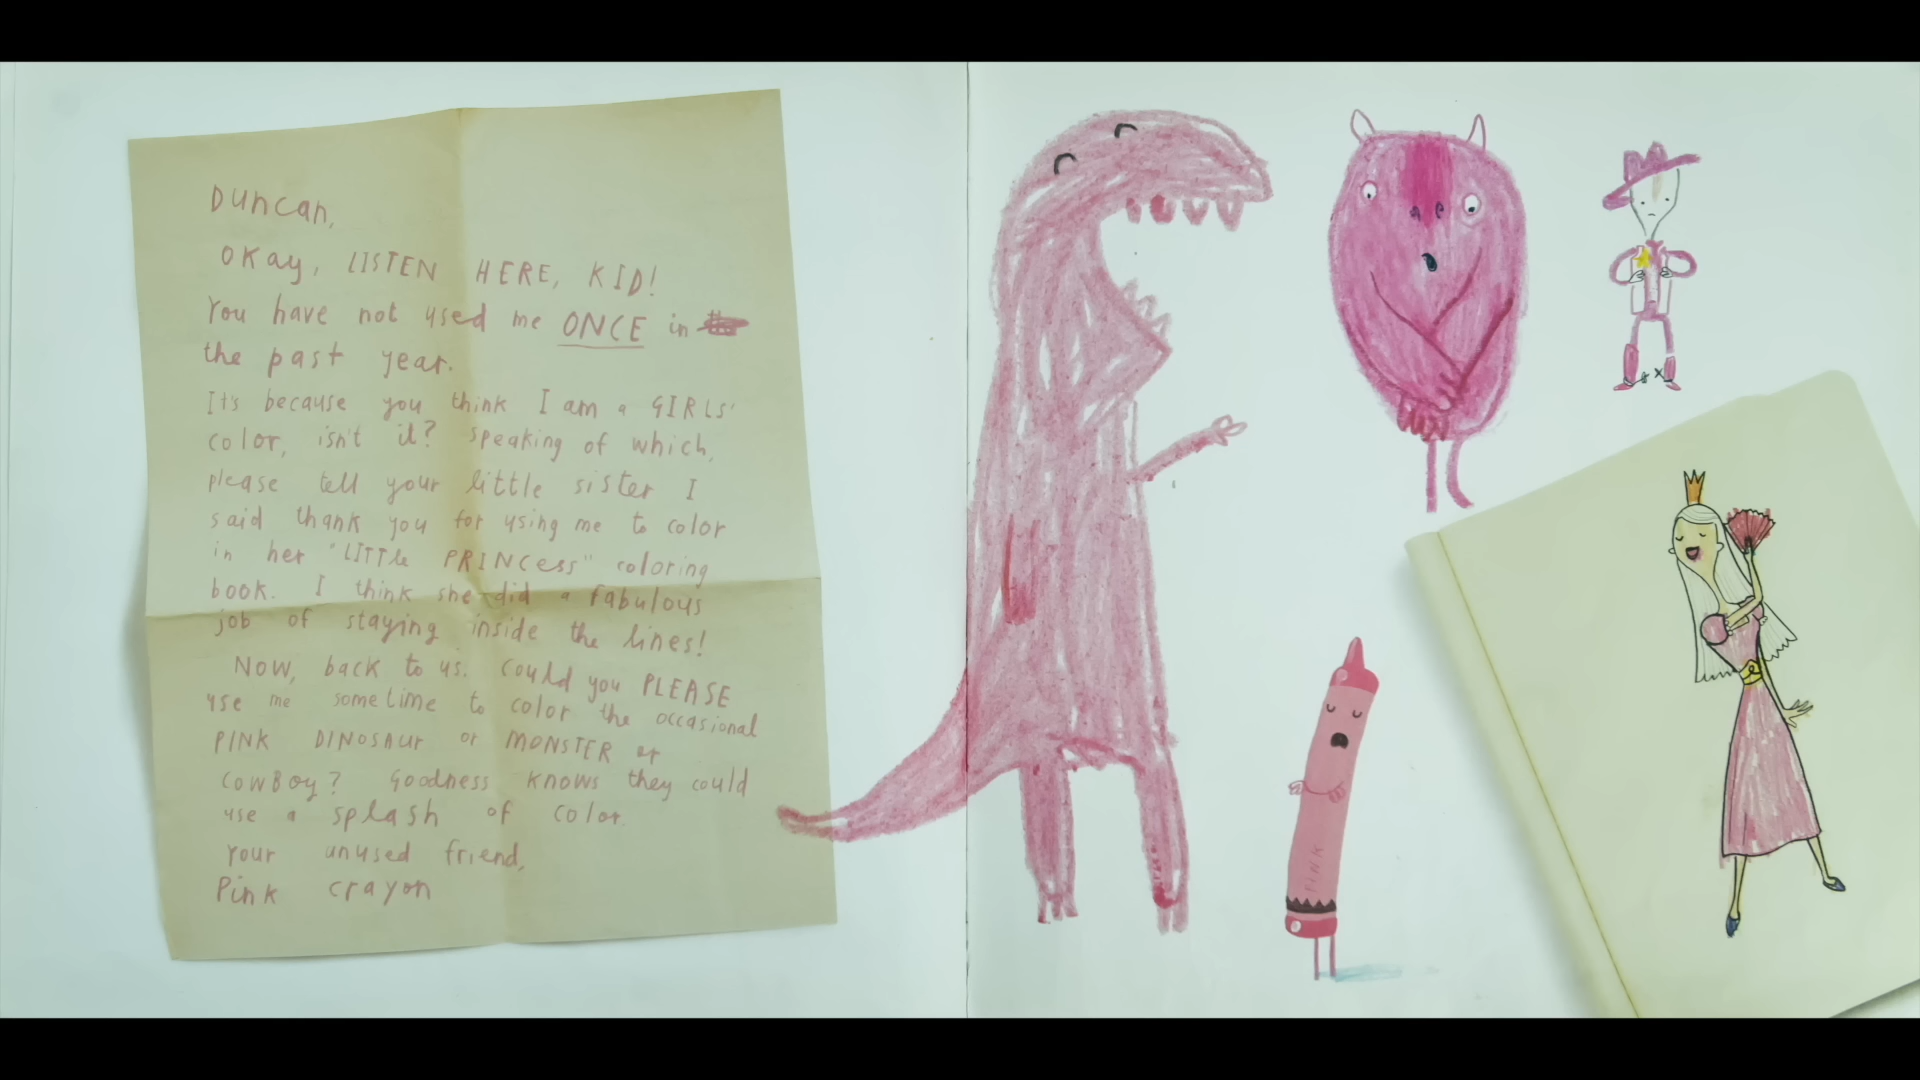 Duncan,
Okay, LISTEN HERE, KID!
You have not used me ONCE in
the past year.
It's because you think I am a GIRLS'
color, isn't it? Speaking of which,
please tell your little sister I
said thank you for using me to color
in her "LITTLE PRINCESS" coloring
book. I think she did a fabulous
job of staying inside the lines!
Now, back to us. Could you PLEASE
use me sometime to color the occasional
PINK DINOSAUR or MONSTER or
COWBOY? Goodness knows they could
use a splash of color.
Your unused friend,
Pink crayon
PINK